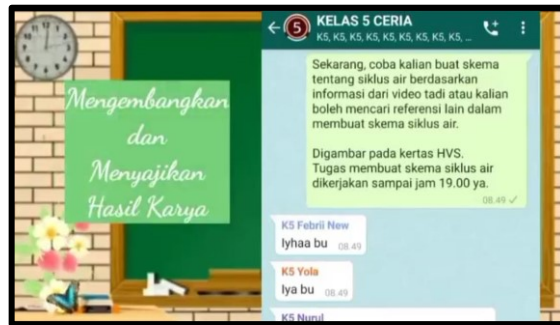 Mengembangkan
dan
Menyajikan
Hasil Karya
5
KELAS 5 CERIA
K5, K5, K5, K5, K5, K5, K5, K5, K5, ...
Sekarang, coba kalian buat skema
tentang siklus air berdasarkan
informasi dari video tadi atau kalian
boleh mencari referensi lain dalam
membuat skema siklus air.
Digambar pada kertas HVS.
Tugas membuat skema siklus air
dikerjakan sampai jam 19.00 ya.
08.49
K5 Febrii New
Iyhaa bu 08.49
K5 Yola
Iya bu 08.49
K5 Nurul